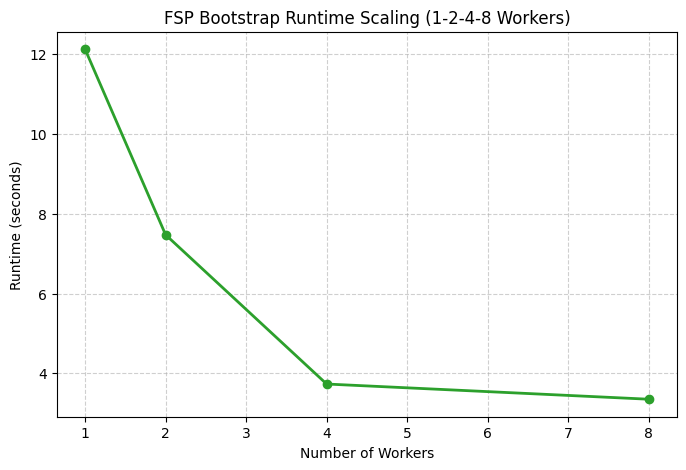 FSP Bootstrap Runtime Scaling (1-2-4-8 Workers)
Runtime (seconds)
12
10
8
6
4
1 2 3 4 5 6 7 8
Number of Workers